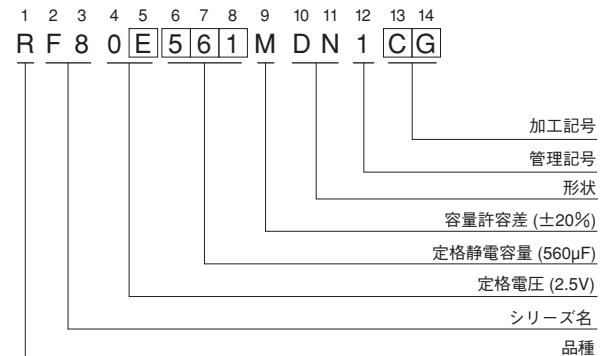 1 2 3 4 5 6 7 8 9 10 11 12 13 14
R F 8 0 E 5 6 1 M D N 1 C G
加工記号
管理記号
形状
容量許容差 (±20%)
定格静電容量 (560µF)
定格電圧 (2.5V)
シリーズ名
品種